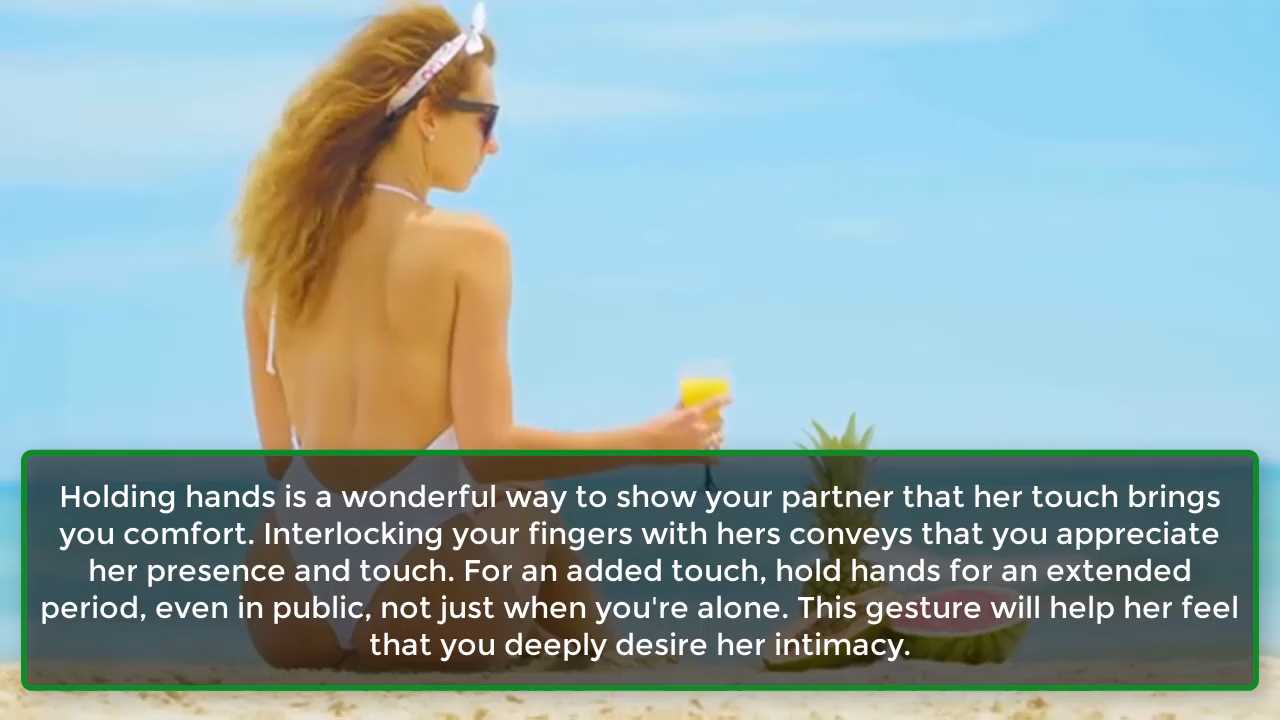 Holding hands is a wonderful way to show your partner that her touch brings
you comfort. Interlocking your fingers with hers conveys that you appreciate
her presence and touch. For an added touch, hold hands for an extended
period, even in public, not just when you're alone. This gesture will help her feel
that you deeply desire her intimacy.